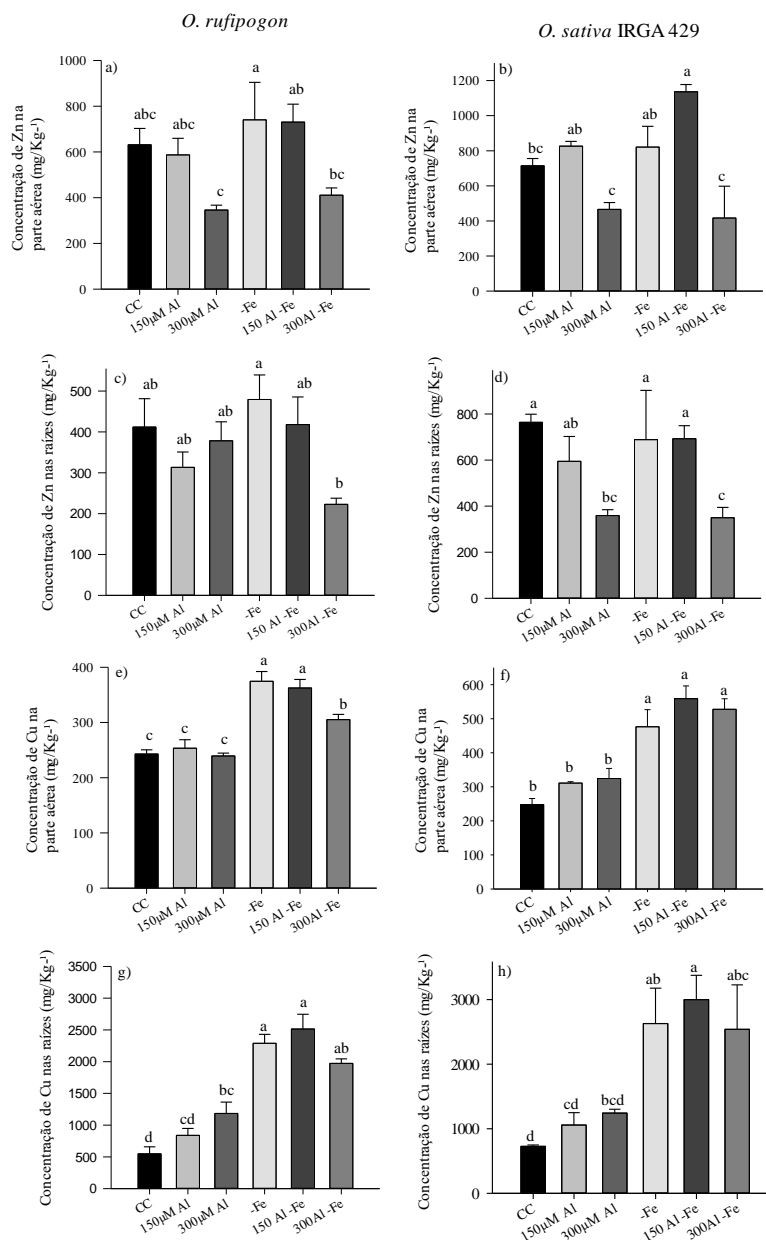 O. rufipogon
O. sativa IRGA 429
a)
Concentração de Zn na
parte aérea (mg/Kg-¹)
1000
800
600
400
200
0
abc
abc
c
a
ab
bc
CC
150µM Al
300µM Al
-Fe
150 Al -Fe
300Al -Fe
b)
Concentração de Zn na
parte aérea (mg/Kg-¹)
1200
1000
800
600
400
200
0
bc
ab
c
ab
a
c
CC
150µM Al
300µM Al
-Fe
150 Al -Fe
300Al -Fe
c)
Concentração de Zn nas raízes (mg/Kg-¹)
500
400
300
200
100
0
ab
ab
ab
a
ab
b
CC
150µM Al
300µM Al
-Fe
150 Al -Fe
300Al -Fe
d)
Concentração de Zn nas raízes (mg/Kg-¹)
800
600
400
200
0
a
ab
bc
a
a
c
CC
150µM Al
300µM Al
-Fe
150 Al -Fe
300Al -Fe
e)
Concentração de Cu na
parte aérea (mg/Kg-¹)
400
300
200
100
0
c
c
c
a
a
b
CC
150µM Al
300µM Al
-Fe
150 Al -Fe
300Al -Fe
f)
Concentração de Cu na
parte aérea (mg/Kg-¹)
600
500
400
300
200
100
0
b
b
b
a
a
a
CC
150µM Al
300µM Al
-Fe
150 Al -Fe
300Al -Fe
g)
Concentração de Cu nas raízes (mg/Kg-¹)
3500
3000
2500
2000
1500
1000
500
0
d
cd
bc
a
a
ab
CC
150µM Al
300µM Al
-Fe
150 Al -Fe
300Al -Fe
h)
Concentração de Cu nas raízes (mg/Kg-¹)
3000
2000
1000
0
d
cd
bcd
ab
a
abc
CC
150µM Al
300µM Al
-Fe
150 Al -Fe
300Al -Fe